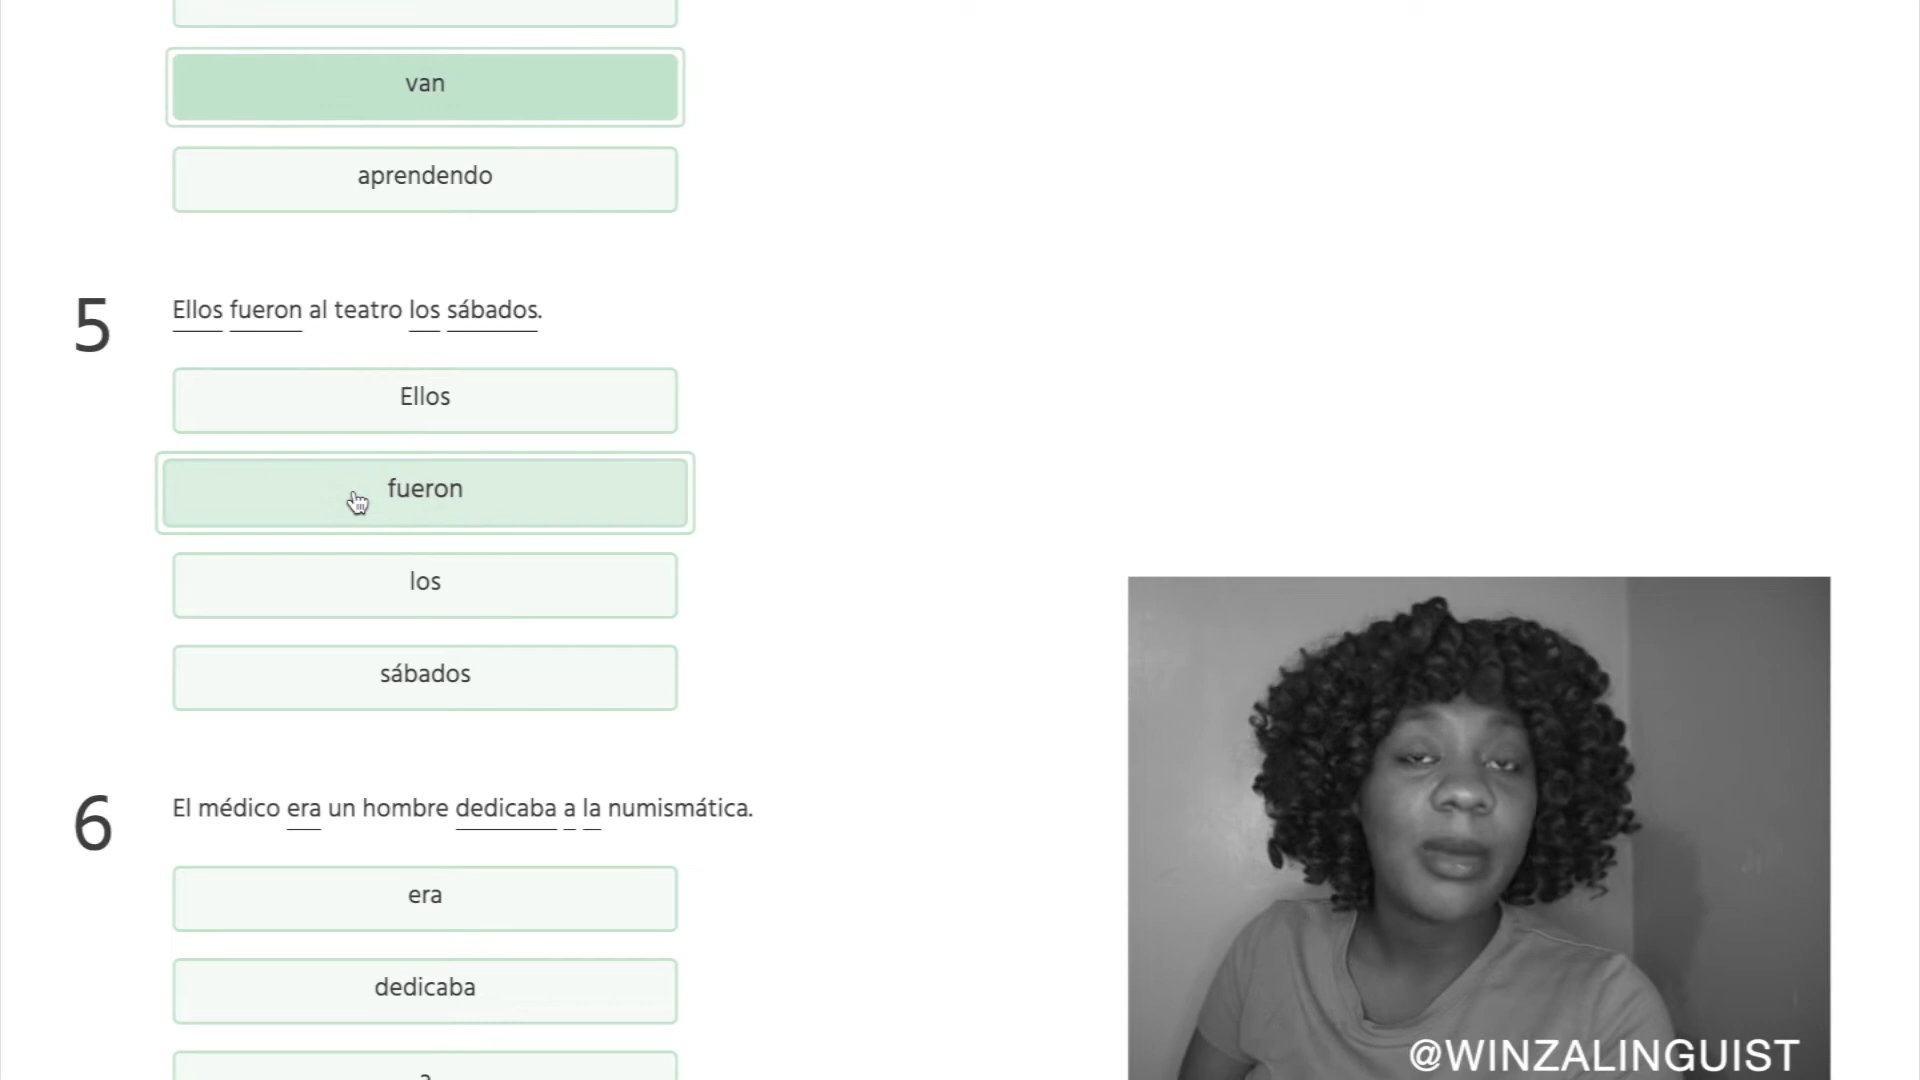 van
aprendendo
5
Ellos fueron al teatro los sábados.
Ellos
fueron
los
sábados
6
El médico era un hombre dedicaba a la numismática.
era
dedicaba
@WINZALINGUIST